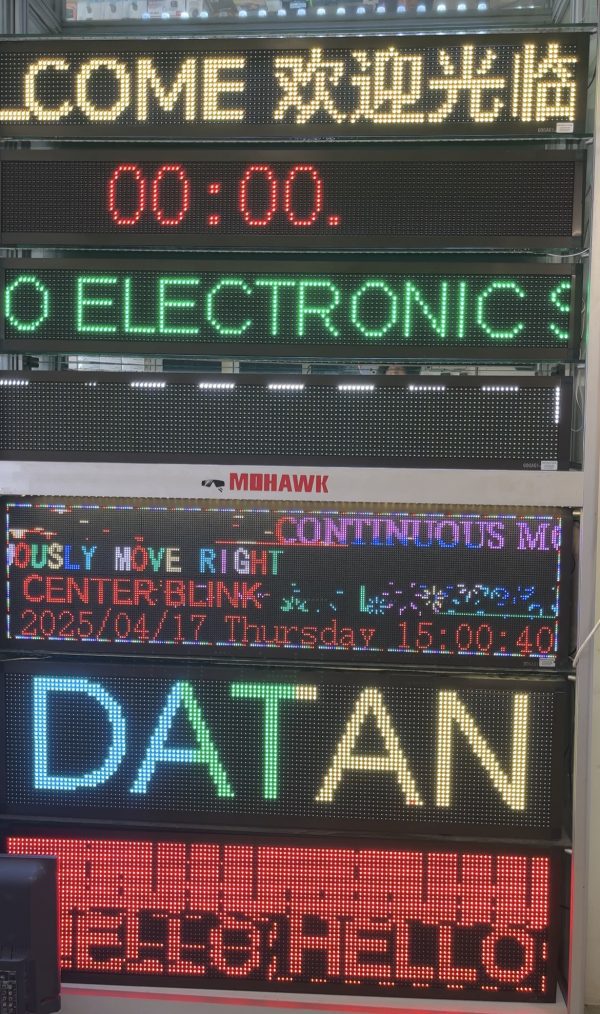 LCOME 欢迎光临
00:00.
O ELECTRONIC S
MOHAWK
CONTINUOUS MO
OUSLY MOVE RIGHT
CENTER BLINK
2025/04/17 Thursday 15:00:40
DATAN
HELLO HELLO